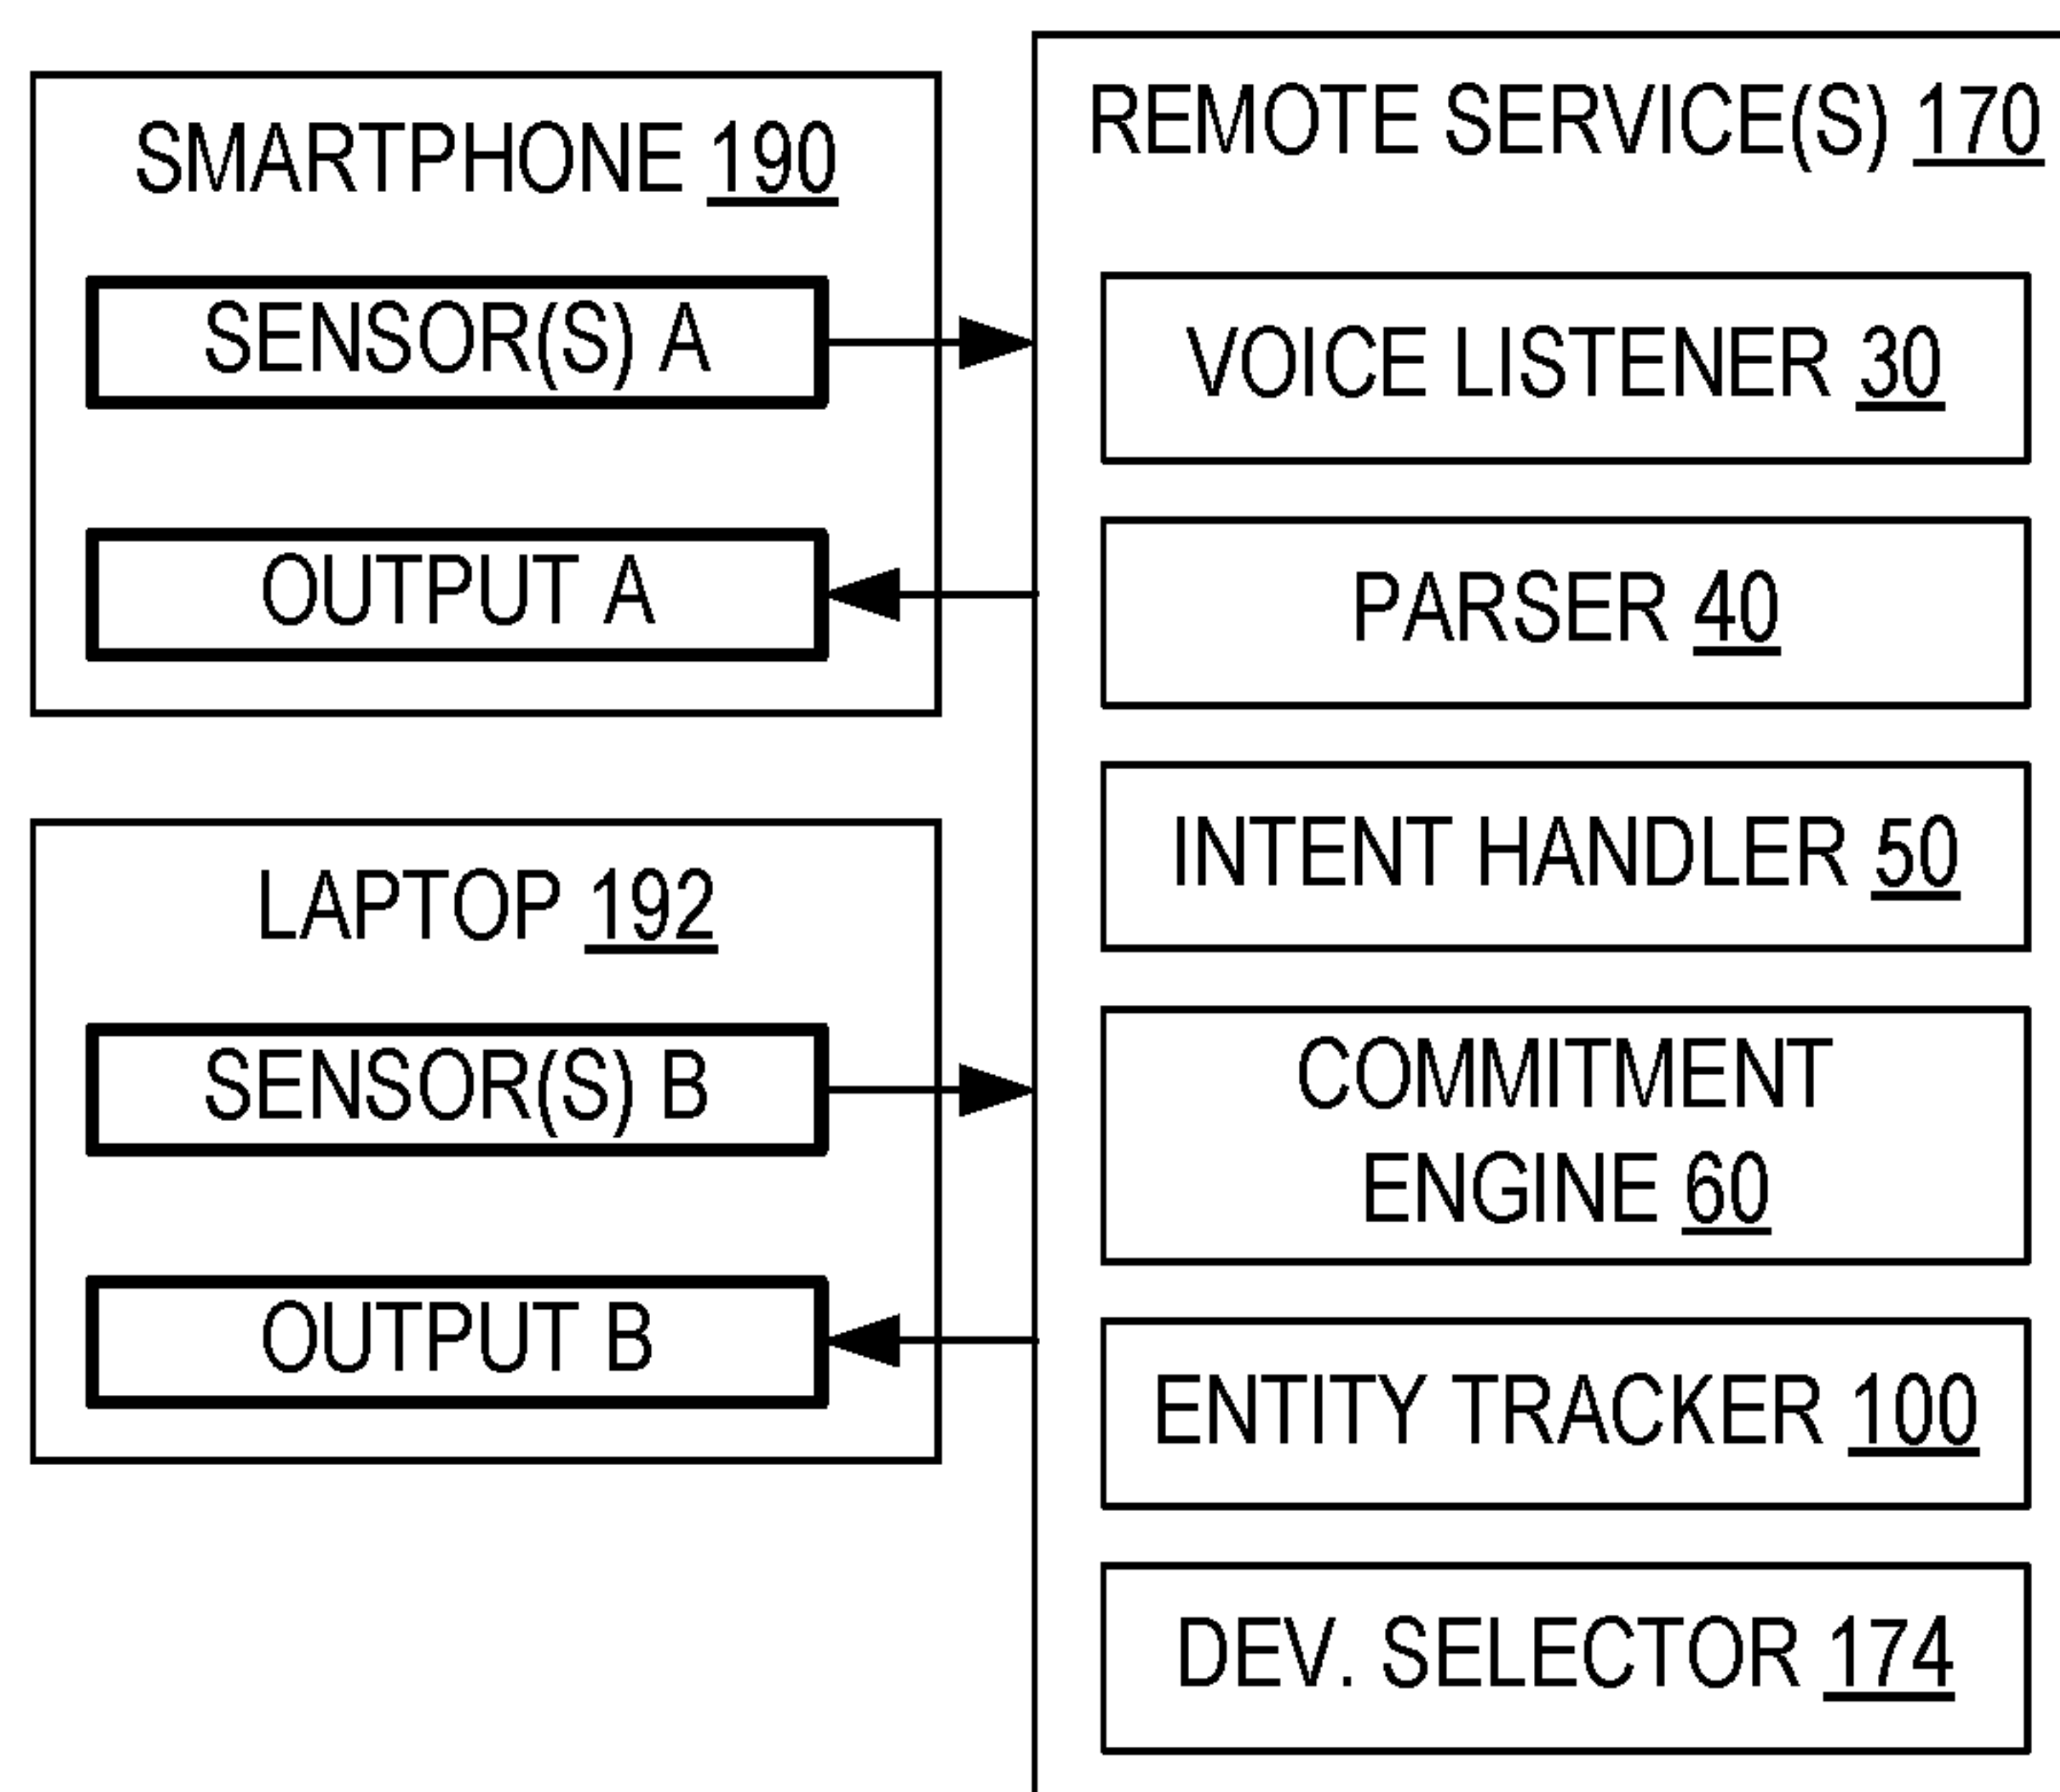 SMARTPHONE 190
SENSOR(S) A
OUTPUT A
LAPTOP 192
SENSOR(S) B
OUTPUT B
REMOTE SERVICE(S) 170
VOICE LISTENER 30
PARSER 40
INTENT HANDLER 50
COMMITMENT
ENGINE 60
ENTITY TRACKER 100
DEV. SELECTOR 174